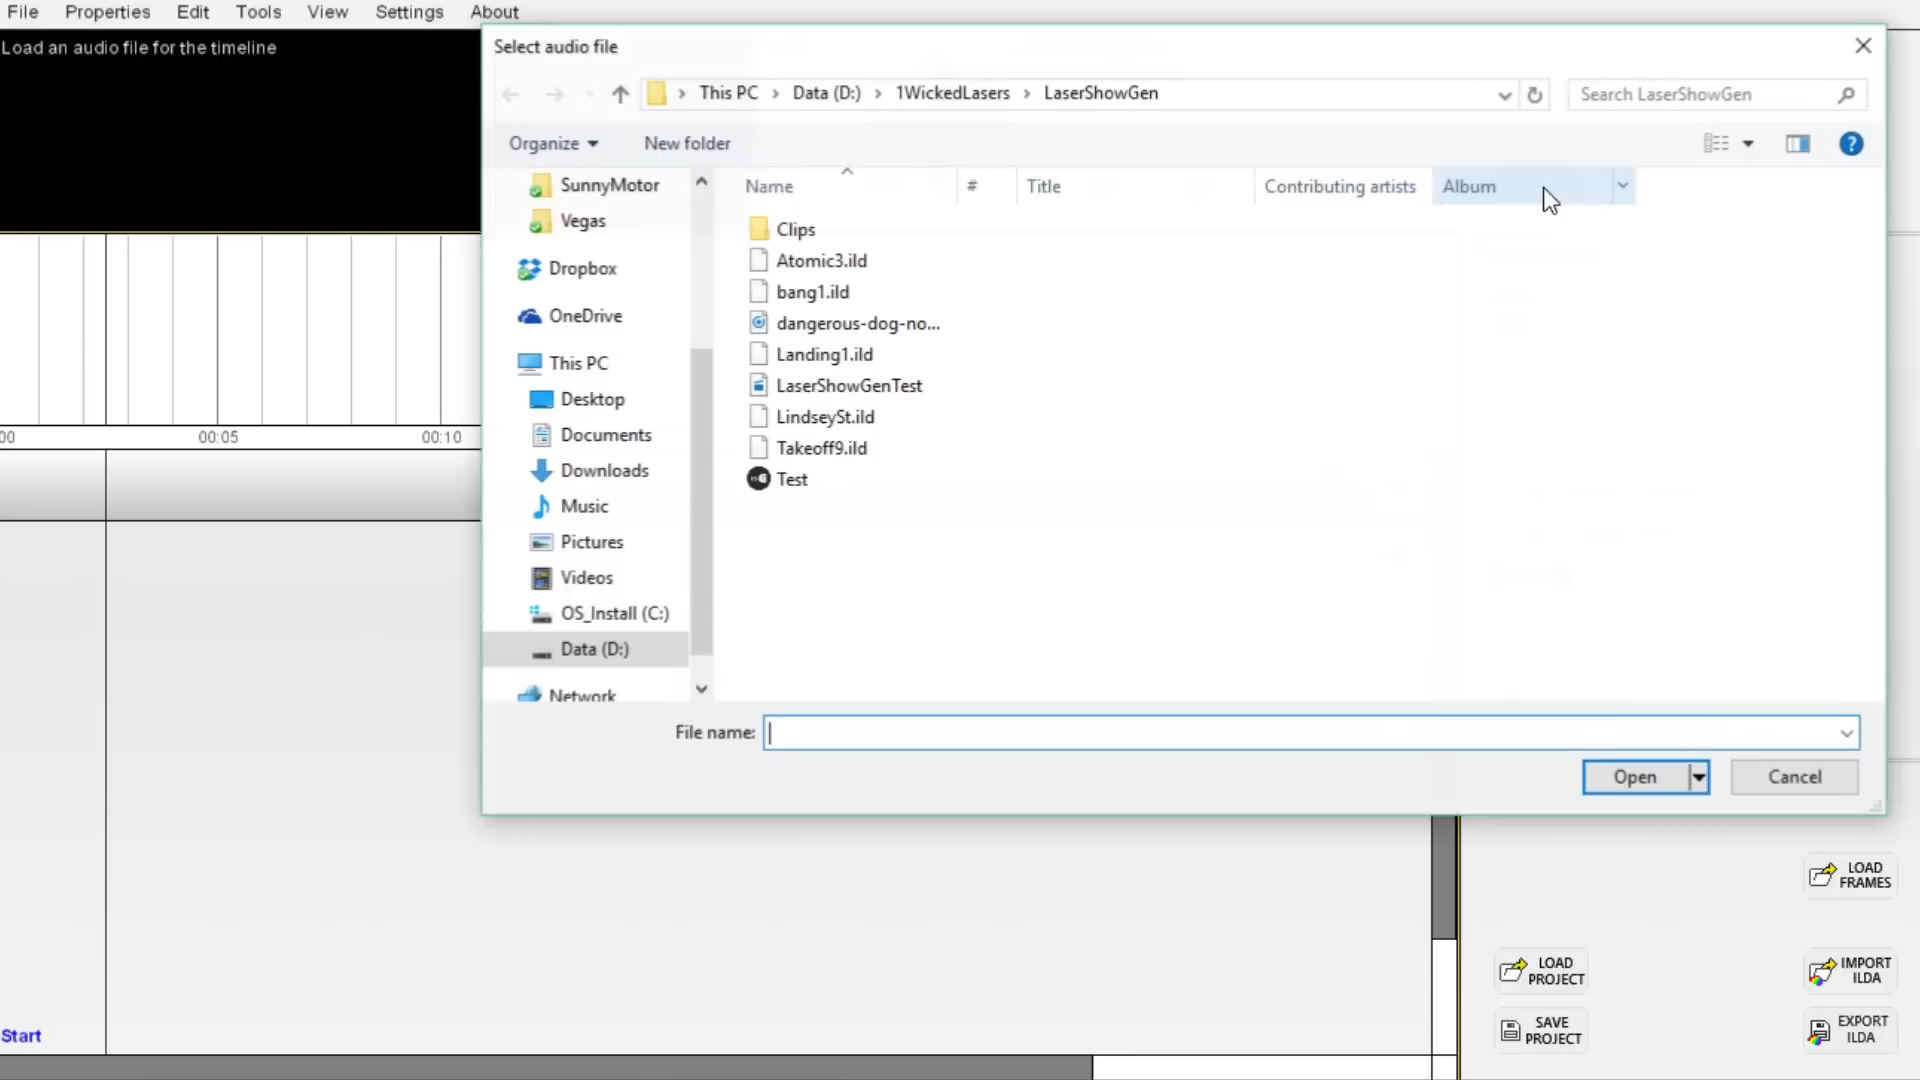 File Properties Edit Tools View Settings About
Load an audio file for the timeline
Select audio file
This PC > Data (D:) > 1WickedLasers > LaserShowGen
Search LaserShowGen
Organize
New folder
SunnyMotor
Vegas
Dropbox
OneDrive
This PC
Desktop
Documents
Downloads
Music
Pictures
Videos
OS_Install (C:)
Data (D:)
Network
Name # Title Contributing artists Album
Clips
Atomic3.ild
bang1.ild
dangerous-dog-no...
Landing1.ild
LaserShowGenTest
LindseySt.ild
Takeoff9.ild
Test
File name:
Open
Cancel
00 00:05 00:10
Start
LOAD
FRAMES
LOAD
PROJECT
IMPORT
ILDA
SAVE
PROJECT
EXPORT
ILDA